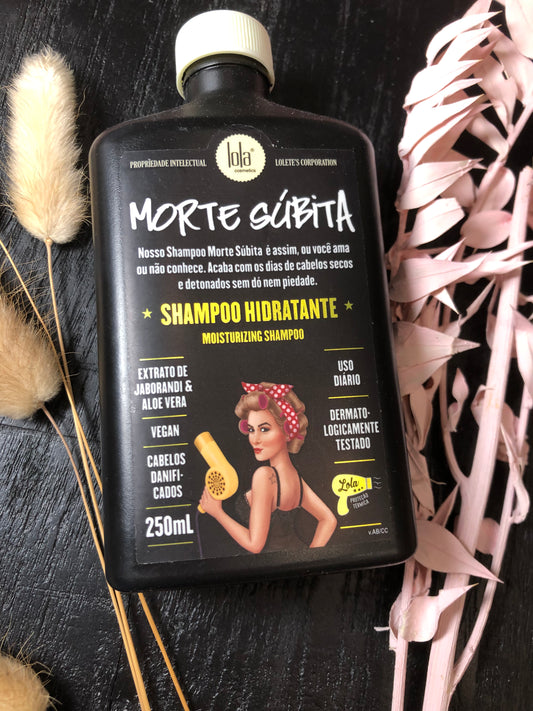 PROPRIEDADE INTELECTUAL
lola®
cosmetics
LOLETE'S CORPORATION
MORTE SÚBITA
Nosso Shampoo Morte Súbita é assim, ou você ama
ou não conhece. Acaba com os dias de cabelos secos
e detonados sem dó nem piedade.
SHAMPOO HIDRATANTE
MOISTURIZING SHAMPOO
EXTRATO DE
JABORANDI &
ALOE VERA
VEGAN
CABELOS
DANIFI-
CADOS
250mL
USO
DIÁRIO
DERMATO-
LOGICAMENTE
TESTADO
Lola
PROTEÇÃO
TÉRMICA
v.AB/CC